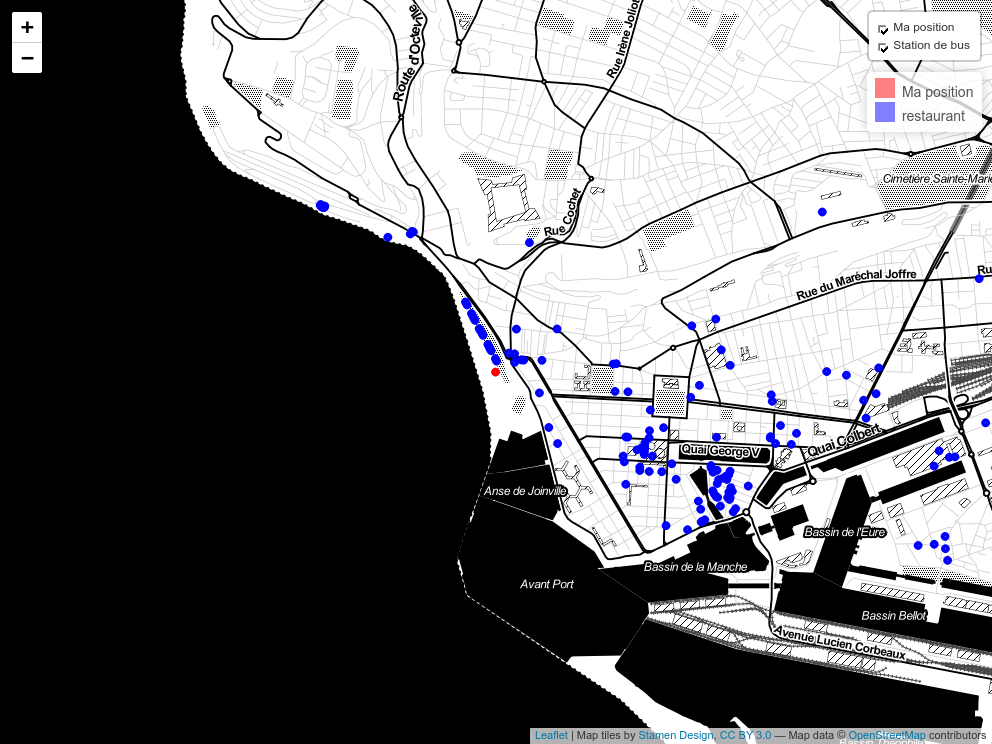 +
−
Route d'Octeville
Rue Irène Joliot
Ma position
Station de bus
Ma position
restaurant
Cimetière Sainte-Marie
Rue Cochet
Rue du Maréchal Joffre
Ru
Quai George V
Quai Colbert
Anse de Joinville
Bassin de l'Eure
Bassin de la Manche
Avant Port
Bassin Bellot
Avenue Lucien Corbeaux
Leaflet | Map tiles by Stamen Design, CC BY 3.0 — Map data © OpenStreetMap contributors